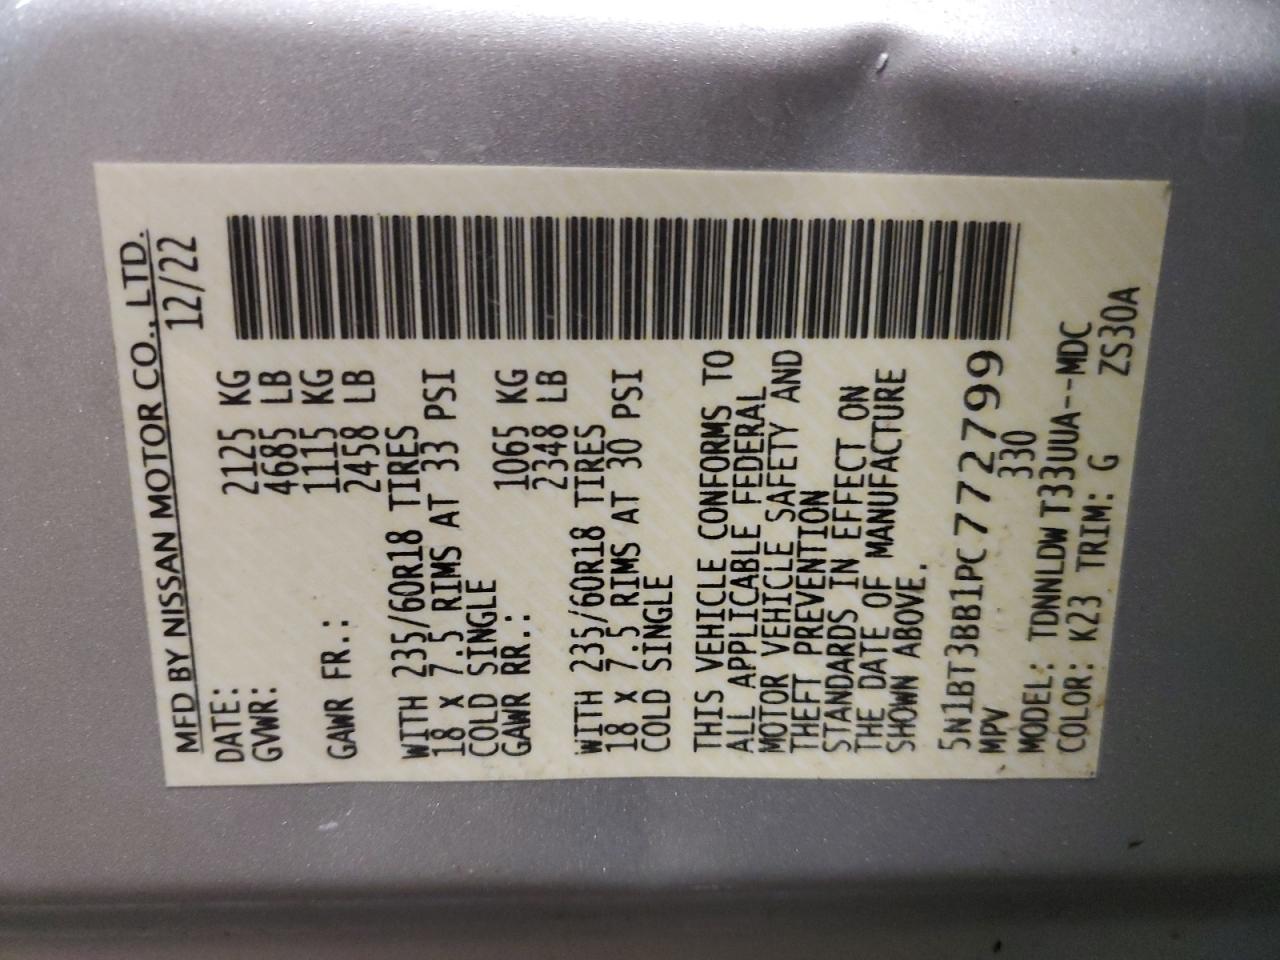 MFD BY NISSAN MOTOR CO., LTD.
DATE: 12/22
GVWR: 2125 KG
4685 LB
GAWR FR.: 1115 KG
2458 LB
WITH 235/60R18 TIRES
18 X 7.5 RIMS AT 33 PSI
COLD SINGLE
GAWR RR.: 1065 KG
2348 LB
WITH 235/60R18 TIRES
18 X 7.5 RIMS AT 30 PSI
COLD SINGLE
THIS VEHICLE CONFORMS TO
ALL APPLICABLE FEDERAL
MOTOR VEHICLE SAFETY AND
THEFT PREVENTION
STANDARDS IN EFFECT ON
THE DATE OF MANUFACTURE
SHOWN ABOVE.
5N1BT3BB1PC772799
MPV 330
MODEL: TDNNLDW T33UUA--MDC
COLOR: K23 TRIM: G ZS30A